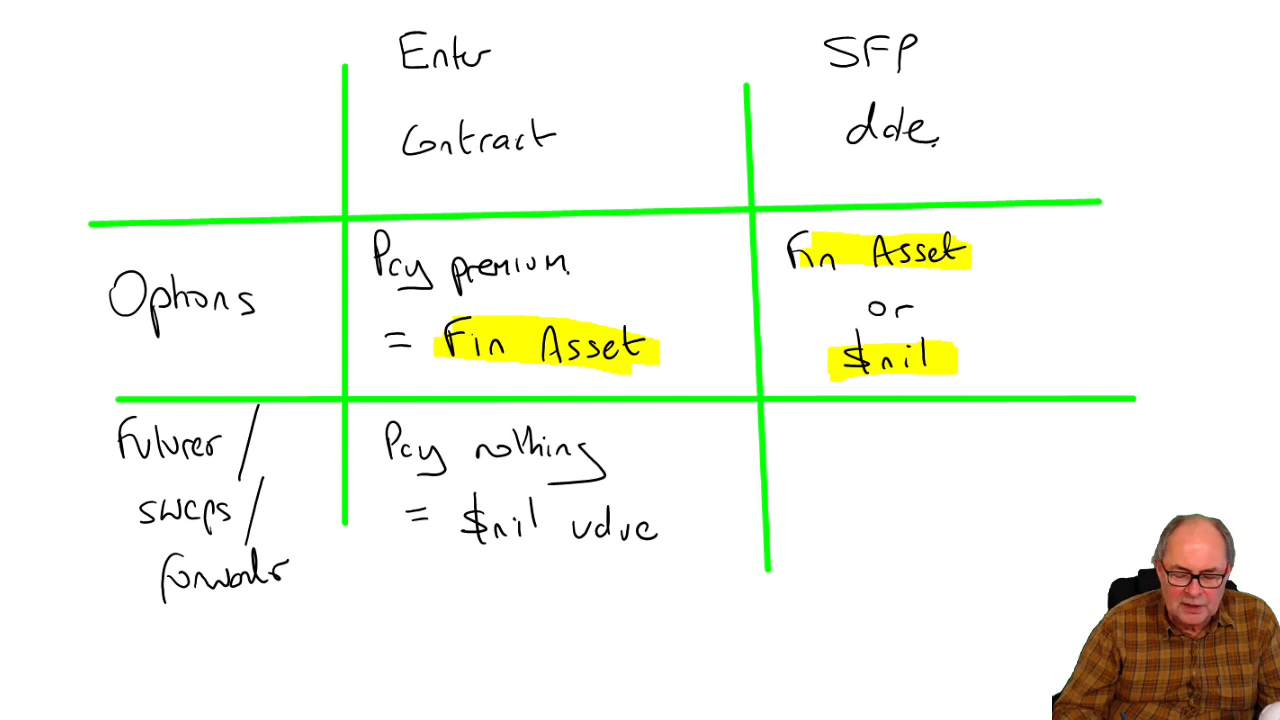 Enter
Contract
SFP
date.
Options
Pay premium.
= Fin Asset
Fin Asset
or
$nil
Futures/
swaps/
forwards
Pay nothing
= $nil value